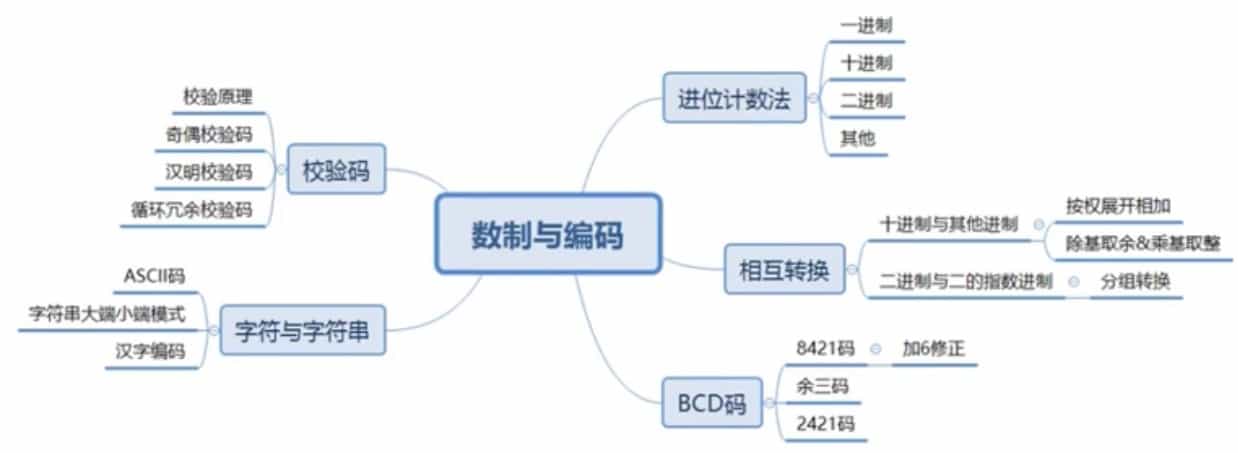 数制与编码
进位计数法
一进制
十进制
二进制
其他
相互转换
十进制与其他进制
按权展开相加
除基取余&乘基取整
二进制与二的指数进制
分组转换
BCD码
8421码
加6修正
余三码
2421码
校验码
校验原理
奇偶校验码
汉明校验码
循环冗余校验码
字符与字符串
ASCII码
字符串大端小端模式
汉字编码